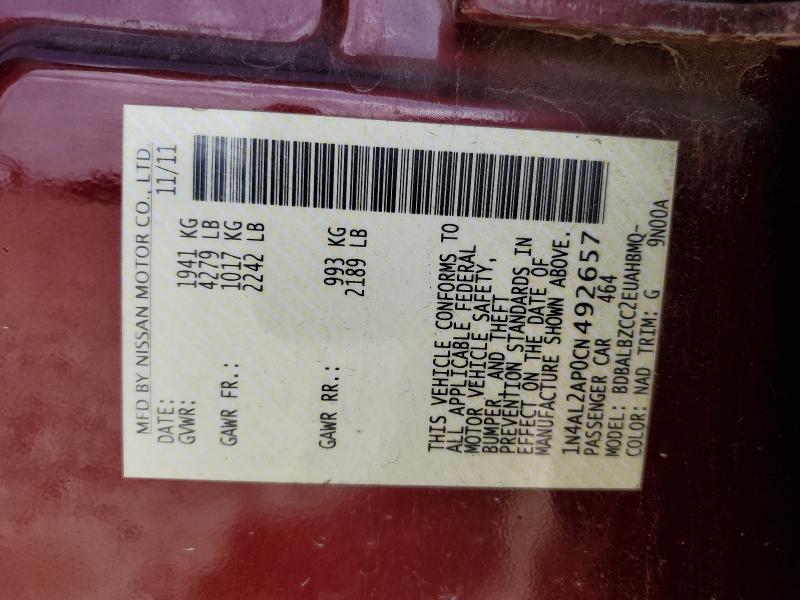 MFD BY NISSAN MOTOR CO., LTD.
DATE: 11/11
GVWR: 1941 KG
4279 LB
GAWR FR.: 1017 KG
2242 LB
GAWR RR.: 993 KG
2189 LB
THIS VEHICLE CONFORMS TO
ALL APPLICABLE FEDERAL
MOTOR VEHICLE SAFETY,
BUMPER, AND THEFT
PREVENTION STANDARDS IN
EFFECT ON THE DATE OF
MANUFACTURE SHOWN ABOVE.
1N4AL2AP0CN492657
PASSENGER CAR 464
MODEL: BDBALBZCC2EUAHBMQ-
COLOR: NAD TRIM: G 9N00A